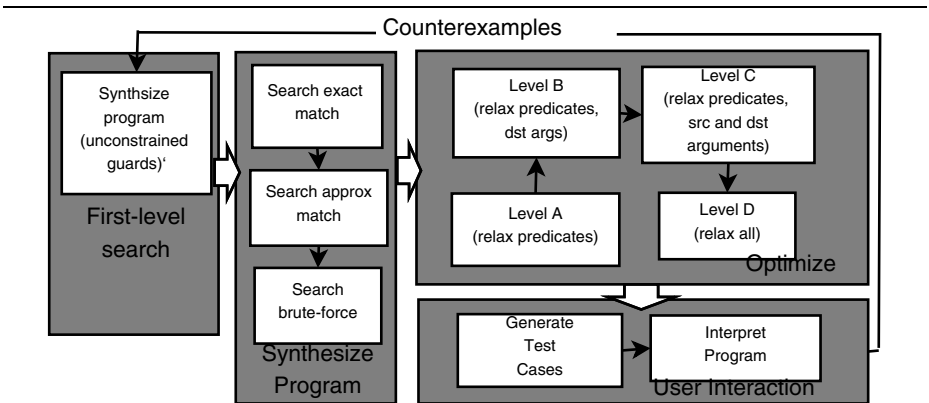 Counterexamples
Synthsize
program
(unconstrained
guards)‘
First-level
search
Search exact
match
Search approx
match
Search
brute-force
Synthesize
Program
Level B
(relax predicates,
dst args)
Level C
(relax predicates,
src and dst
arguments)
Level A
(relax predicates)
Level D
(relax all)
Optimize
Generate
Test
Cases
Interpret
Program
User Interaction